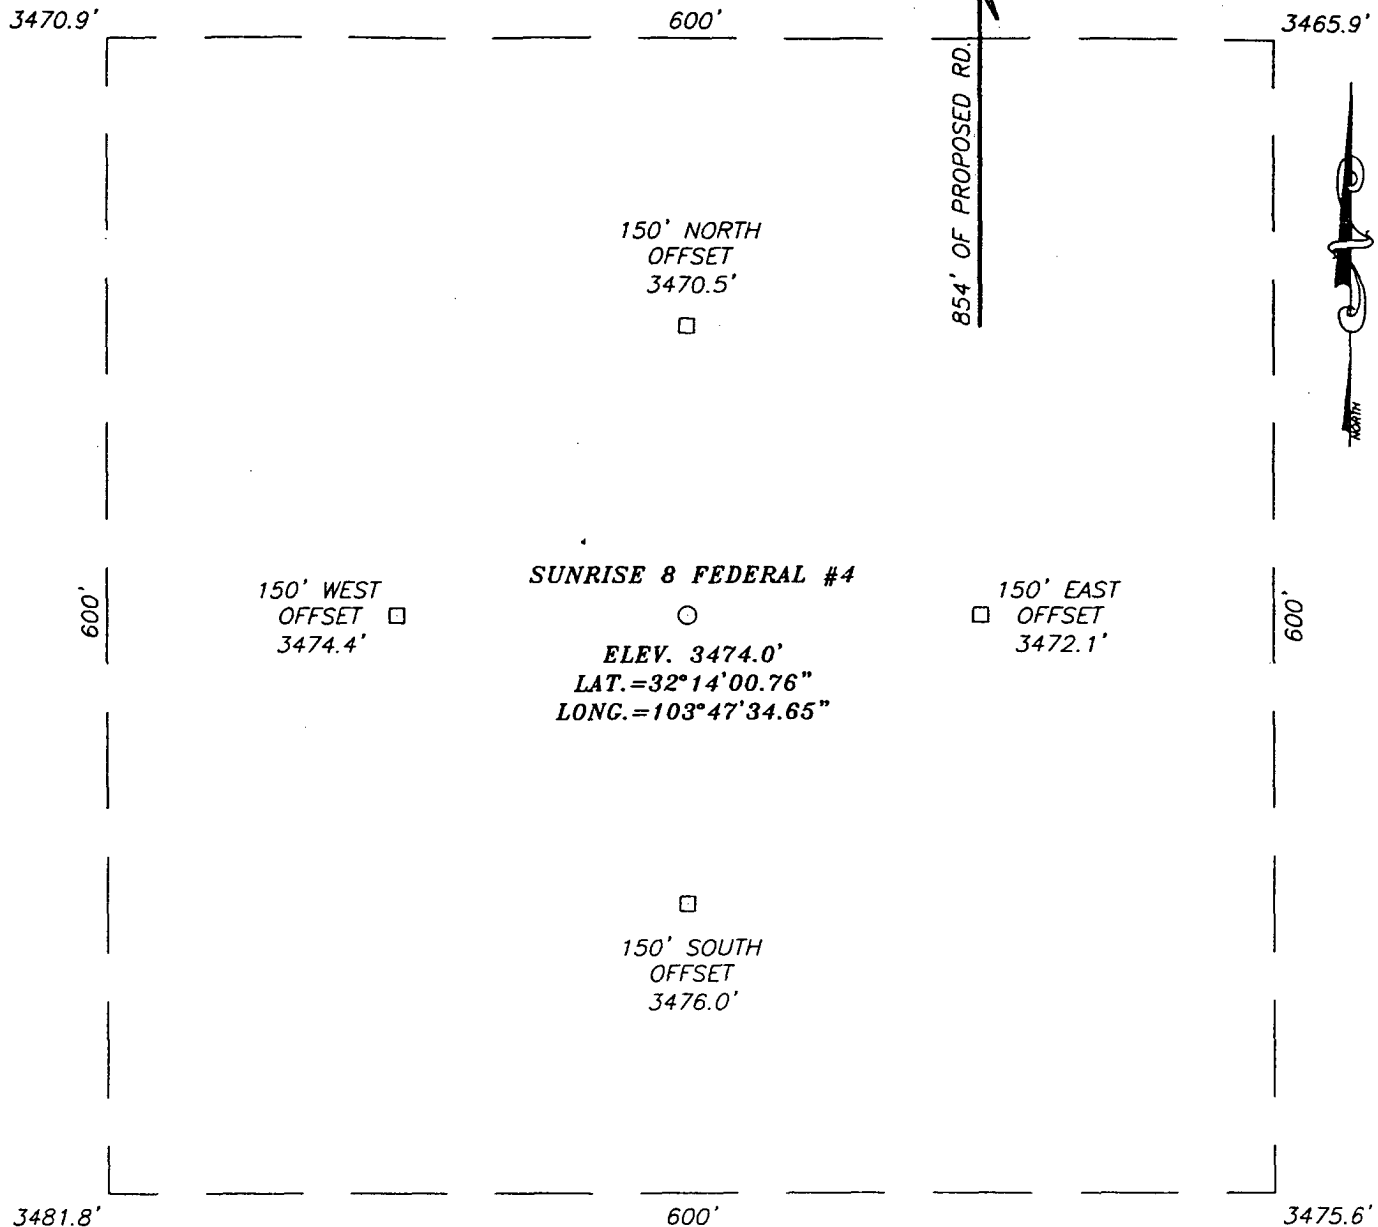 3470.9'
600'
3465.9'
854' OF PROPOSED RD.
NORTH
150' NORTH
OFFSET
3470.5'
600'
150' WEST
OFFSET
3474.4'
SUNRISE 8 FEDERAL #4
ELEV. 3474.0'
LAT.=32°14'00.76"
LONG.=103°47'34.65"
150' EAST
OFFSET
3472.1'
600'
150' SOUTH
OFFSET
3476.0'
3481.8'
600'
3475.6'